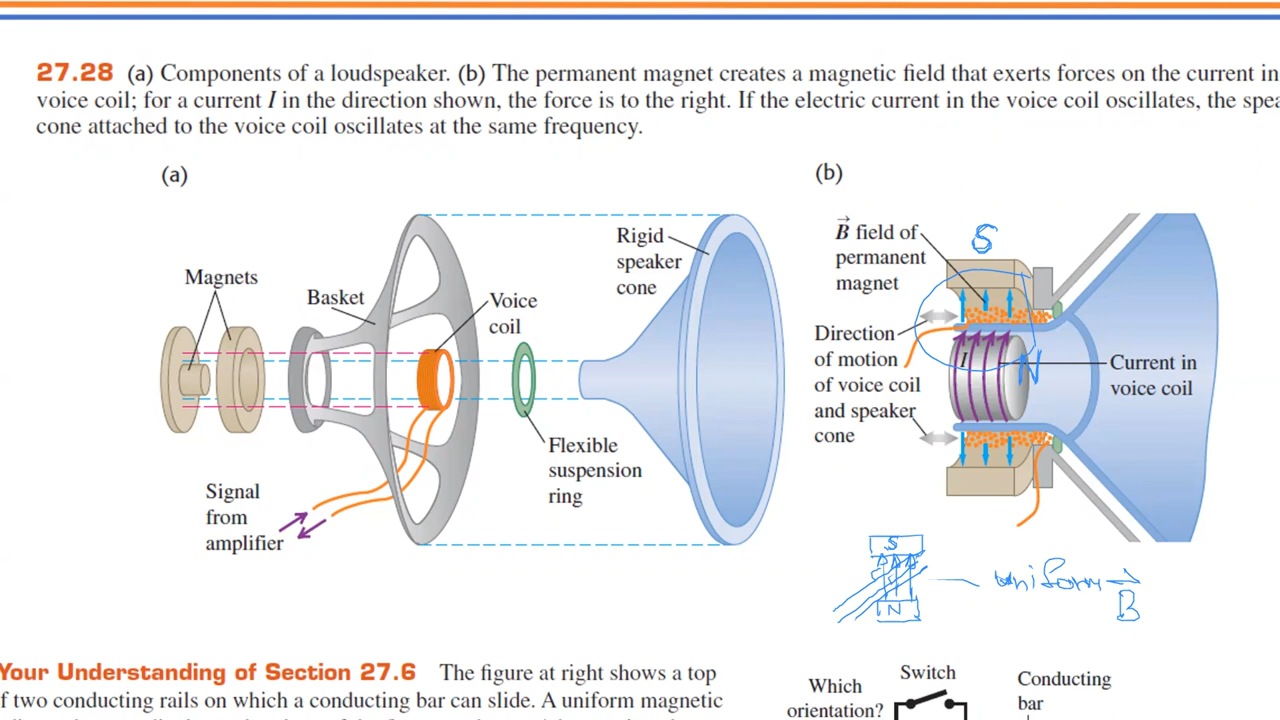 27.28 (a) Components of a loudspeaker. (b) The permanent magnet creates a magnetic field that exerts forces on the current in
voice coil; for a current I in the direction shown, the force is to the right. If the electric current in the voice coil oscillates, the spea
cone attached to the voice coil oscillates at the same frequency.
(a)
Magnets
Basket
Voice
coil
Rigid
speaker
cone
Flexible
suspension
ring
Signal
from
amplifier
(b)
S
B⃗ field of
permanent
magnet
Direction
of motion
of voice coil
and speaker
cone
I
N
Current in
voice coil
S
N
uniform B⃗
Your Understanding of Section 27.6 The figure at right shows a top
f two conducting rails on which a conducting bar can slide. A uniform magnetic
Which
orientation?
Switch
Conducting
bar